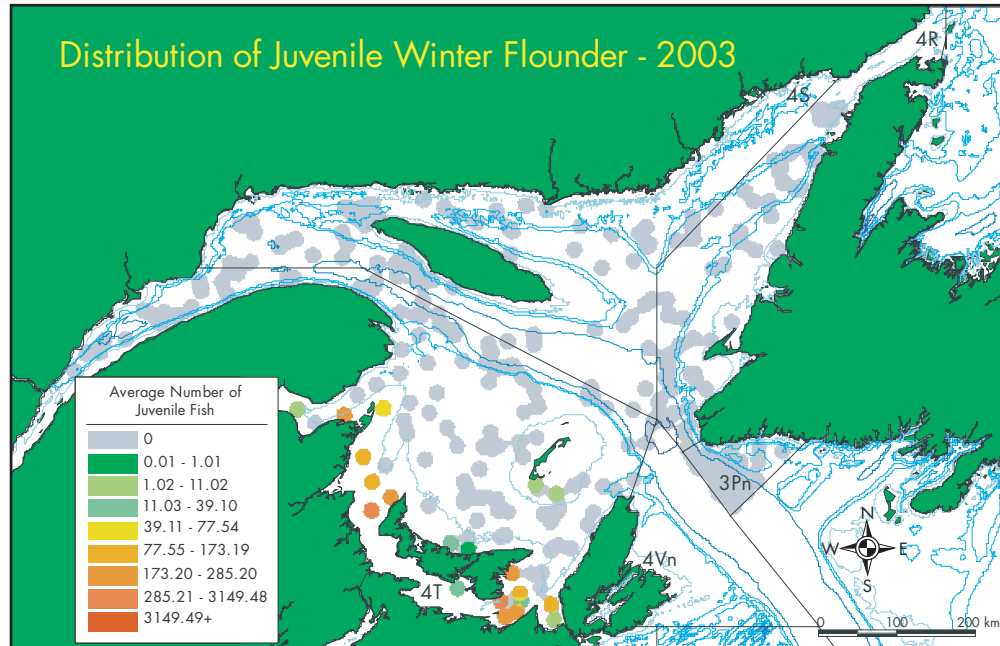 Distribution of Juvenile Winter Flounder - 2003
4R
4S
Average Number of
Juvenile Fish
0
0.01 - 1.01
1.02 - 11.02
11.03 - 39.10
39.11 - 77.54
77.55 - 173.19
173.20 - 285.20
285.21 - 3149.48
3149.49+
3Pn
4Vn
4T
N
W
E
S
0 100 200 km